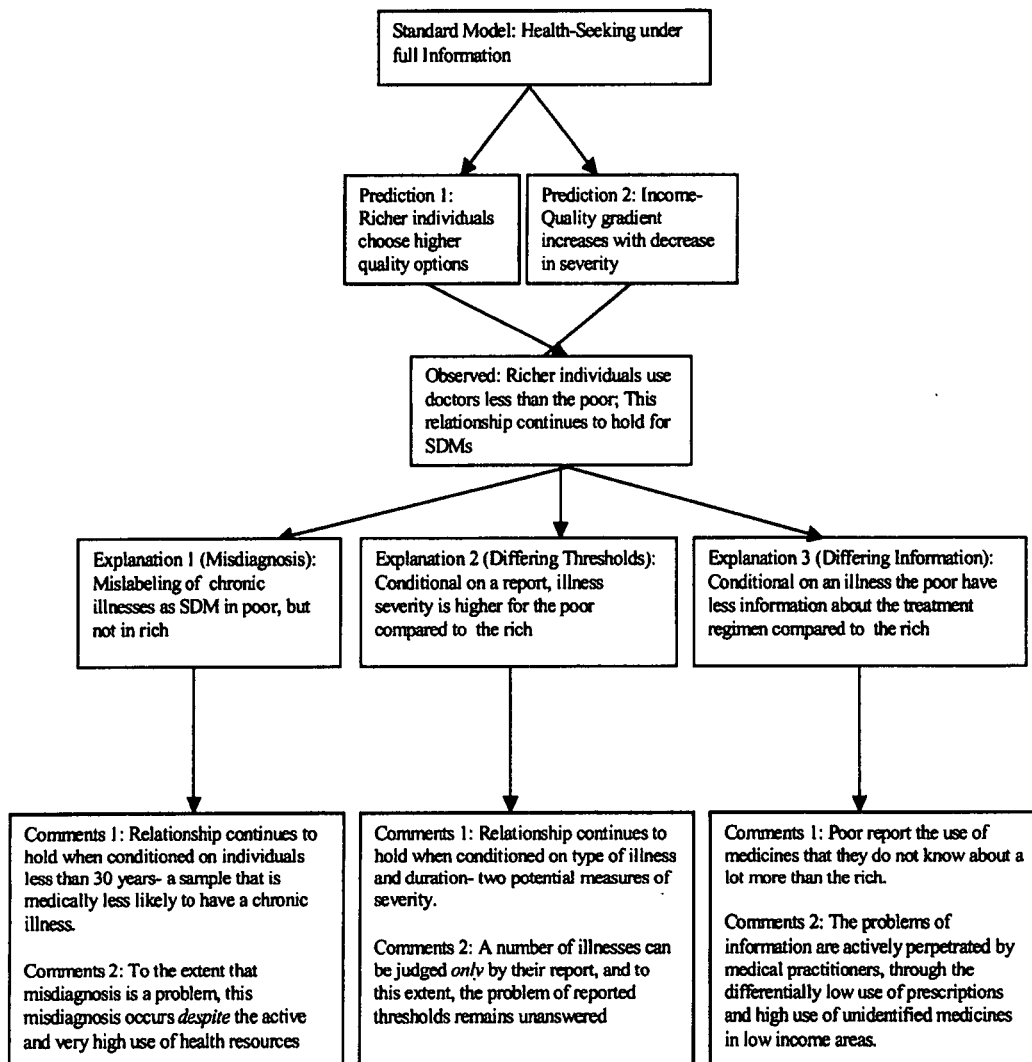 Standard Model: Health-Seeking under
full Information
Prediction 1:
Richer individuals
choose higher
quality options
Prediction 2: Income-
Quality gradient
increases with decrease
in severity
Observed: Richer individuals use
doctors less than the poor; This
relationship continues to hold for
SDMs
Explanation 1 (Misdiagnosis):
Mislabeling of chronic
illnesses as SDM in poor, but
not in rich
Explanation 2 (Differing Thresholds):
Conditional on a report, illness
severity is higher for the poor
compared to the rich
Explanation 3 (Differing Information):
Conditional on an illness the poor have
less information about the treatment
regimen compared to the rich
Comments 1: Relationship continues to
hold when conditioned on individuals
less than 30 years- a sample that is
medically less likely to have a chronic
illness.
Comments 2: To the extent that
misdiagnosis is a problem, this
misdiagnosis occurs despite the active
and very high use of health resources
Comments 1: Relationship continues to
hold when conditioned on type of illness
and duration- two potential measures of
severity.
Comments 2: A number of illnesses can
be judged only by their report, and to
this extent, the problem of reported
thresholds remains unanswered
Comments 1: Poor report the use of
medicines that they do not know about a
lot more than the rich.
Comments 2: The problems of
information are actively perpetrated by
medical practitioners, through the
differentially low use of prescriptions
and high use of unidentified medicines
in low income areas.